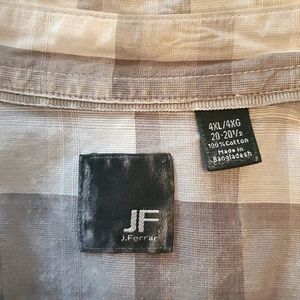 JF
J.Ferrar
4XL/4XG
20-20½
100%Cotton
Made in
Bangladesh